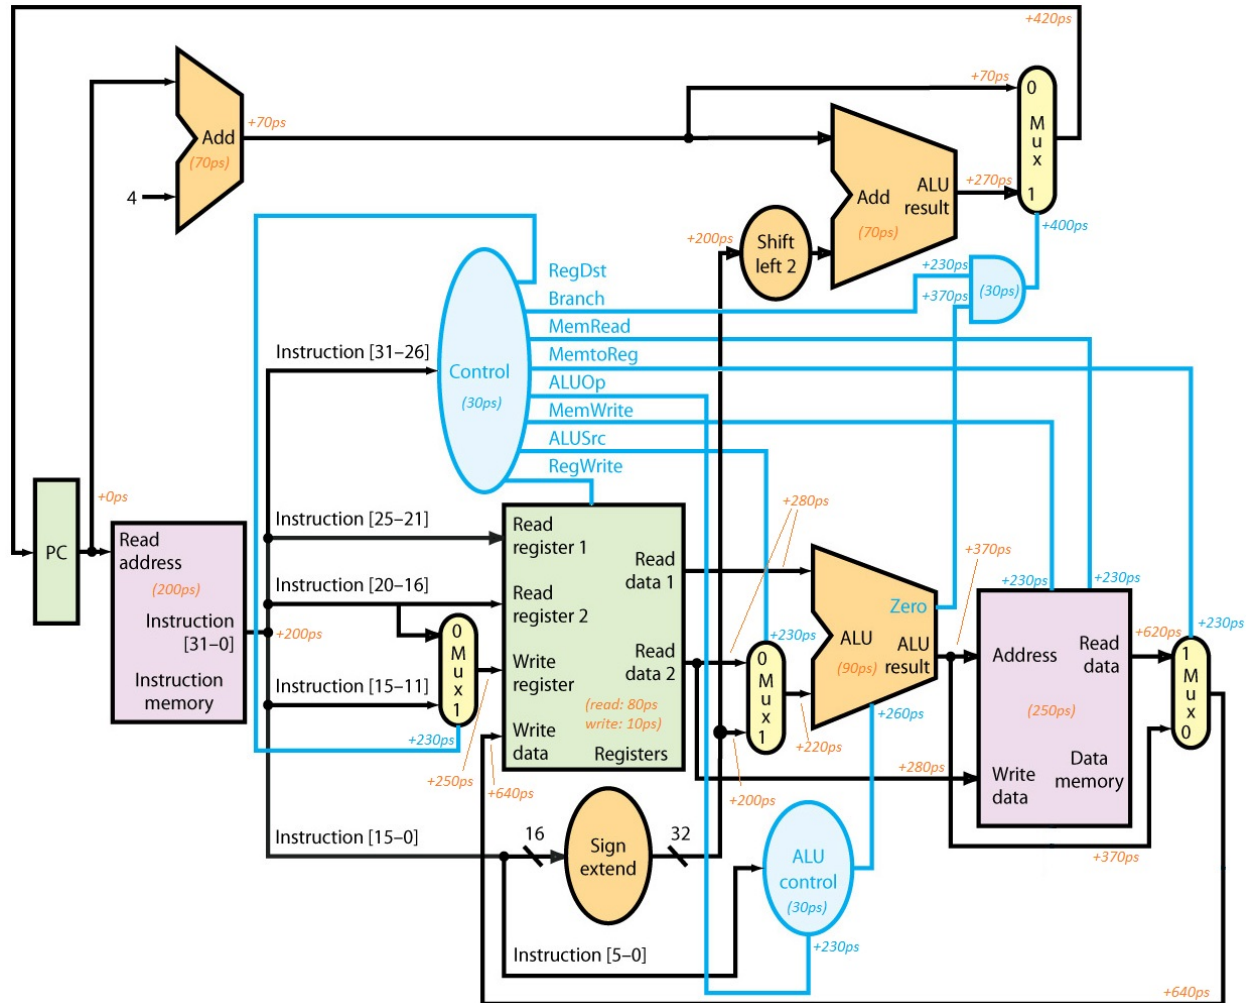 +420ps
+70ps
0
M
u
x
1
Add
(70ps)
+70ps
4
Add
(70ps)
ALU
result
+270ps
+400ps
+200ps
Shift
left 2
+230ps
+370ps
(30ps)
RegDst
Branch
MemRead
MemtoReg
ALUOp
MemWrite
ALUSrc
RegWrite
Instruction [31–26]
Control
(30ps)
+0ps
PC
Read
address
(200ps)
Instruction
[31–0]
Instruction
memory
+200ps
Instruction [25–21]
Instruction [20–16]
Instruction [15–11]
0
M
u
x
1
+230ps
+250ps
+640ps
Read
register 1
Read
register 2
Write
register
Write
data
Read
data 1
Read
data 2
(read: 80ps
write: 10ps)
Registers
+280ps
+230ps
0
M
u
x
1
+220ps
+200ps
Zero
ALU
(90ps)
ALU
result
+260ps
+370ps
+230ps
+230ps
Address
Read
data
(250ps)
Write
data
Data
memory
+280ps
+620ps
+230ps
1
M
u
x
0
+370ps
Instruction [15–0]
16
Sign
extend
32
ALU
control
(30ps)
+230ps
Instruction [5–0]
+640ps